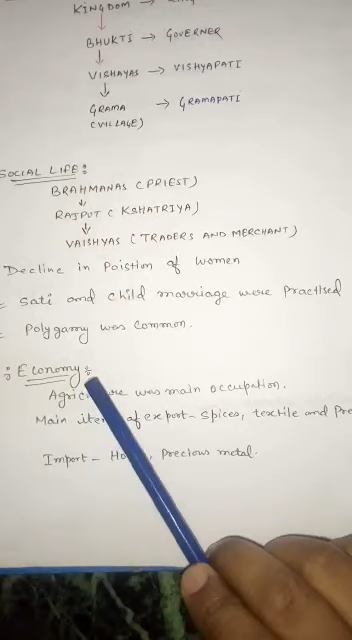 KINGDOM →
BHUKTI → GOVERNER
VISHAYAS → VISHYAPATI
GRAMA → GRAMAPATI
(VILLAGE)
SOCIAL LIFE:
BRAHMANAS (PRIEST)
RAJPUT (KSHATRIYA)
VAISHYAS (TRADERS AND MERCHANT)
Decline in Poistion of women
= Sati and child marriage were Practised
= Polygamy was common.
: Economy:
was main occupation.
Main of export - spices, textile and
Import - Precious metal.